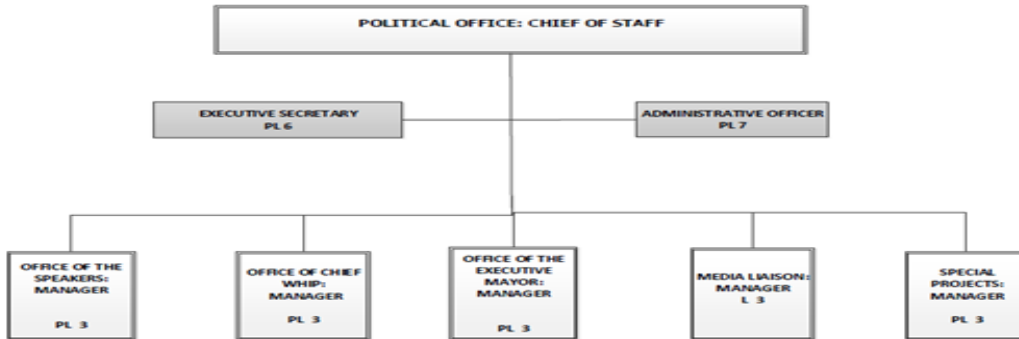 POLITICAL OFFICE: CHIEF OF STAFF
EXECUTIVE SECRETARY
PL 6
ADMINISTRATIVE OFFICER
PL 7
OFFICE OF THE
SPEAKERS:
MANAGER
PL 3
OFFICE OF CHIEF
WHIP:
MANAGER
PL 3
OFFICE OF THE
EXECUTIVE
MAYOR:
MANAGER
PL 3
MEDIA LIAISON:
MANAGER
L 3
SPECIAL
PROJECTS:
MANAGER
PL 3